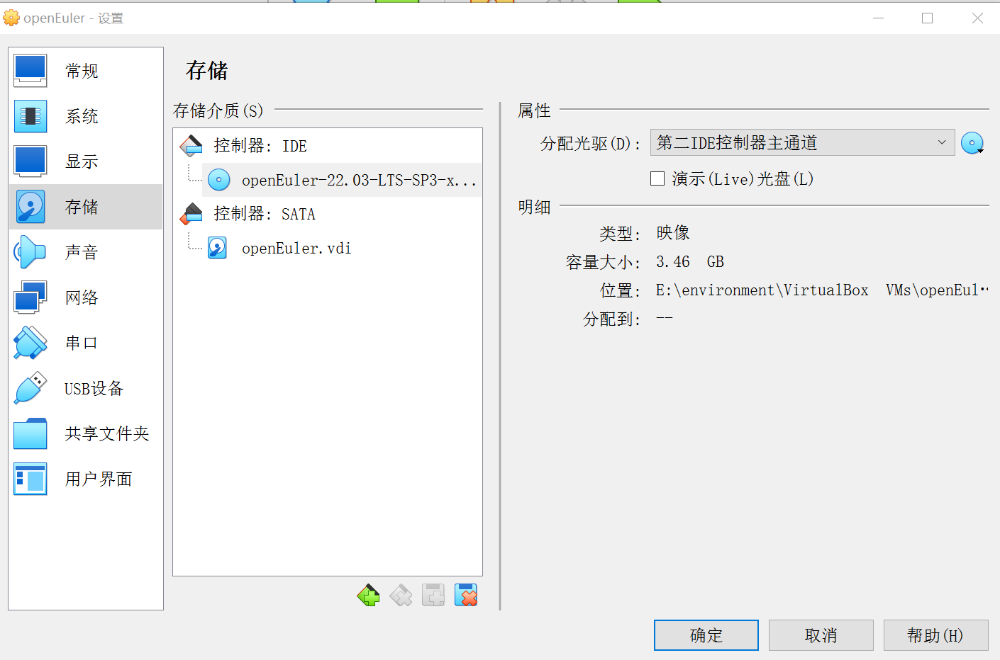 openEuler - 设置
常规
系统
显示
存储
声音
网络
串口
USB设备
共享文件夹
用户界面
存储
存储介质(S)
控制器: IDE
openEuler-22.03-LTS-SP3-x...
控制器: SATA
openEuler.vdi
属性
分配光驱(D): 第二IDE控制器主通道
演示(Live)光盘(L)
明细
类型: 映像
容量大小: 3.46 GB
位置: E:\environment\VirtualBox VMs\openEul…
分配到: --
确定
取消
帮助(H)